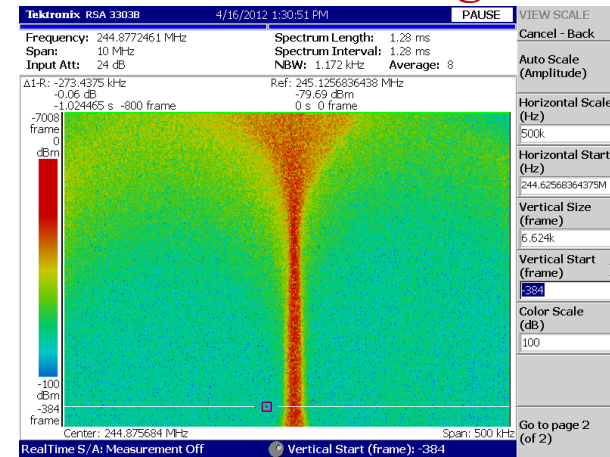 Tektronix RSA 3303B 4/16/2012 1:30:51 PM PAUSE
Frequency: 244.8772461 MHz Spectrum Length: 1.28 ms
Span: 10 MHz Spectrum Interval: 1.28 ms
Input Att: 24 dB NBW: 1.172 kHz Average: 8
Δ1-R: -273.4375 kHz Ref: 245.1256836438 MHz
-0.06 dB -79.69 dBm
-1.024465 s -800 frame 0 s 0 frame
-7008
frame
0
dBm
-100
dBm
-384
frame
Center: 244.875684 MHz Span: 500 kHz
RealTime S/A: Measurement Off Vertical Start (frame): -384
VIEW SCALE
Cancel - Back
Auto Scale
(Amplitude)
Horizontal Scale
(Hz)
500k
Horizontal Start
(Hz)
244.62568364375M
Vertical Size
(frame)
6.624k
Vertical Start
(frame)
-384
Color Scale
(dB)
100
Go to page 2
(of 2)